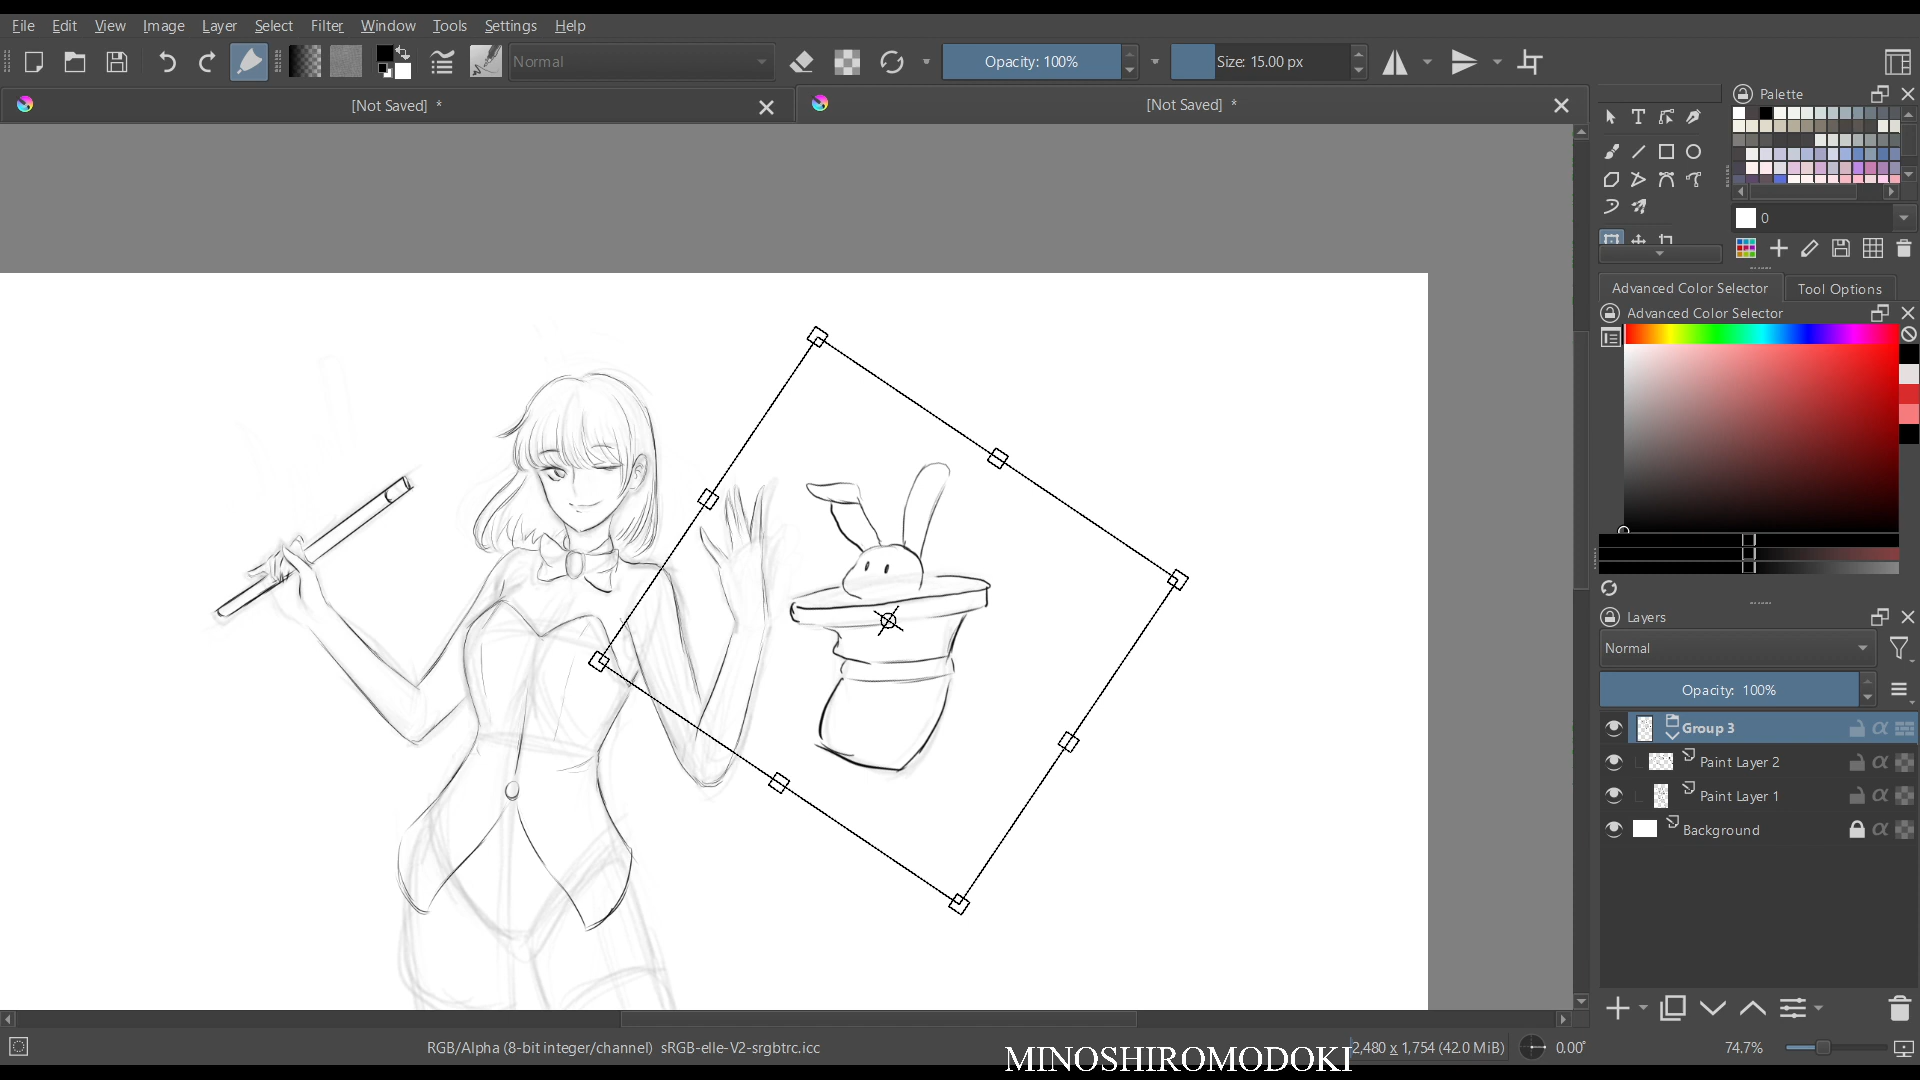 File Edit View Image Layer Select Filter Window Tools Settings Help
Normal Opacity: 100% Size: 15.00 px
[Not Saved] * [Not Saved] *
Palette
0
Advanced Color Selector Tool Options
Advanced Color Selector
Layers
Normal
Opacity: 100%
Group 3
Paint Layer 2
Paint Layer 1
Background
RGB/Alpha (8-bit integer/channel) sRGB-elle-V2-srgbtrc.icc 2,480 x 1,754 (42.0 MiB) 0.00° 74.7%
MINOSHIROMODOKI